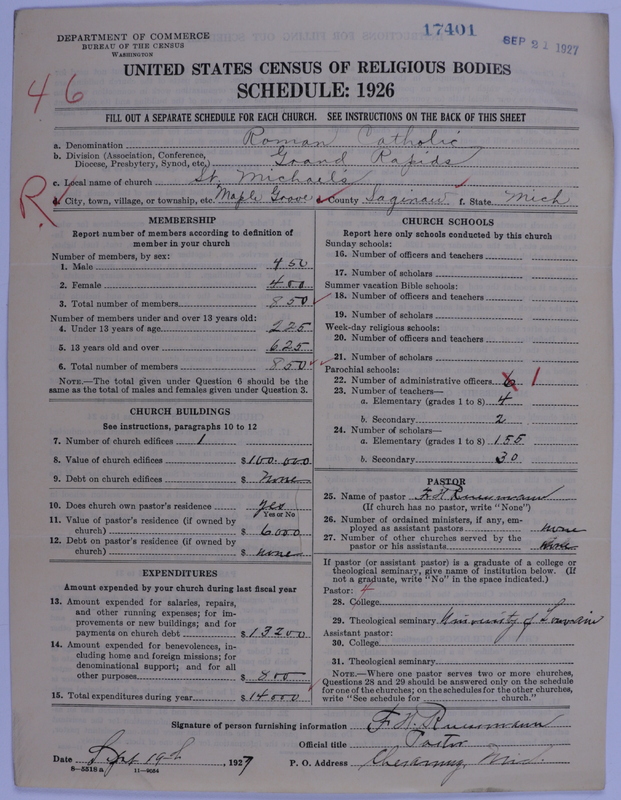 DEPARTMENT OF COMMERCE
BUREAU OF THE CENSUS
WASHINGTON
17401
SEP 21 1927
46
UNITED STATES CENSUS OF RELIGIOUS BODIES
SCHEDULE: 1926
FILL OUT A SEPARATE SCHEDULE FOR EACH CHURCH. SEE INSTRUCTIONS ON THE BACK OF THIS SHEET
a. Denomination Roman Catholic
b. Division (Association, Conference, Diocese, Presbytery, Synod, etc.) Grand Rapids
c. Local name of church St. Michael's
R
d. City, town, village, or township, etc. Maple Grove e. County Saginaw f. State Mich
MEMBERSHIP
Report number of members according to definition of member in your church
Number of members, by sex:
1. Male 450
2. Female 400
3. Total number of members 850
Number of members under and over 13 years old:
4. Under 13 years of age 225
5. 13 years old and over 625
6. Total number of members 850
NOTE.—The total given under Question 6 should be the same as the total of males and females given under Question 3.
CHURCH BUILDINGS
See instructions, paragraphs 10 to 12
7. Number of church edifices 1
8. Value of church edifices $100.000
9. Debt on church edifices $ None
10. Does church own pastor's residence yes
Yes or No
11. Value of pastor's residence (if owned by church) $ 6000
12. Debt on pastor's residence (if owned by church) $ none
EXPENDITURES
Amount expended by your church during last fiscal year
13. Amount expended for salaries, repairs, and other running expenses; for improvements or new buildings; and for payments on church debt $ 13200
14. Amount expended for benevolences, including home and foreign missions; for denominational support; and for all other purposes $ 800
15. Total expenditures during year $ 14000
CHURCH SCHOOLS
Report here only schools conducted by this church
Sunday schools:
16. Number of officers and teachers
17. Number of scholars
Summer vacation Bible schools:
18. Number of officers and teachers
19. Number of scholars
Week-day religious schools:
20. Number of officers and teachers
21. Number of scholars
Parochial schools:
22. Number of administrative officers 6 1
23. Number of teachers—
a. Elementary (grades 1 to 8) 4
b. Secondary 2
24. Number of scholars—
a. Elementary (grades 1 to 8) 155
b. Secondary 30
PASTOR
25. Name of pastor F. H.
(If church has no pastor, write "None")
26. Number of ordained ministers, if any, employed as assistant pastors none
27. Number of other churches served by the pastor or his assistants None
If pastor (or assistant pastor) is a graduate of a college or theological seminary, give name of institution below. (If not a graduate, write "No" in the space indicated.)
Pastor:
28. College
29. Theological seminary University of Louvain
Assistant pastor:
30. College
31. Theological seminary
NOTE.—Where one pastor serves two or more churches, Questions 28 and 29 should be answered only on the schedule for one of the churches; on the schedules for the other churches, write "See schedule for church."
Signature of person furnishing information F. H.
Official title Pastor
Date Sept 19th, 1927
P. O. Address Chesaning, Mich.
8—5518 a 11—9064